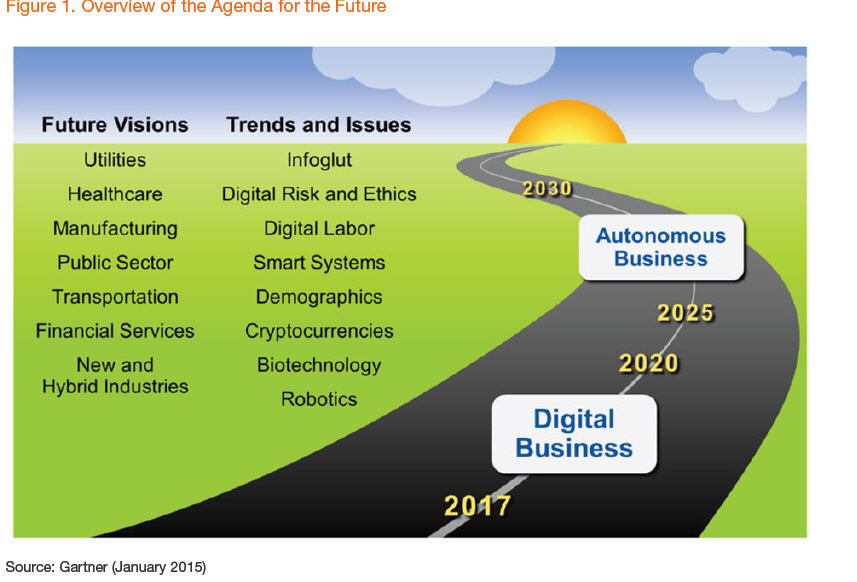 Figure 1. Overview of the Agenda for the Future
Future Visions
Utilities
Healthcare
Manufacturing
Public Sector
Transportation
Financial Services
New and
Hybrid Industries
Trends and Issues
Infoglut
Digital Risk and Ethics
Digital Labor
Smart Systems
Demographics
Cryptocurrencies
Biotechnology
Robotics
2030
Autonomous
Business
2025
2020
Digital
Business
2017
Source: Gartner (January 2015)